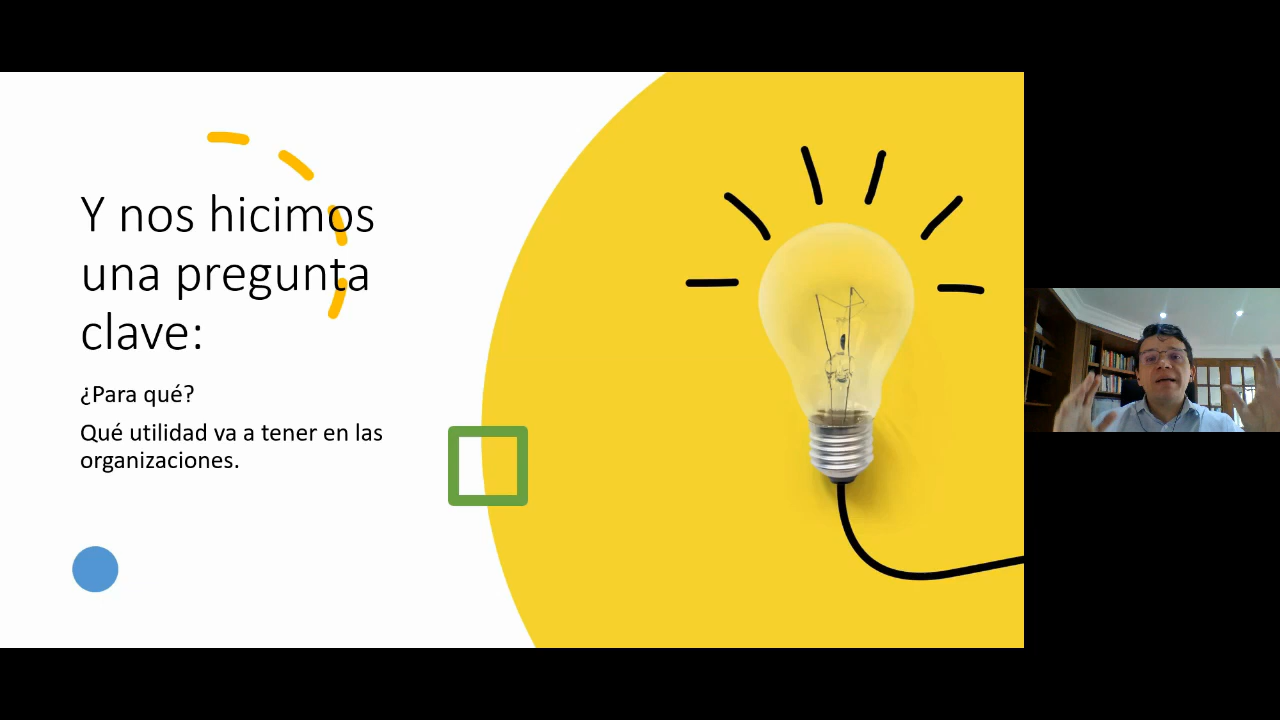 Y nos hicimos
una pregunta
clave:
¿Para qué?
Qué utilidad va a tener en las
organizaciones.